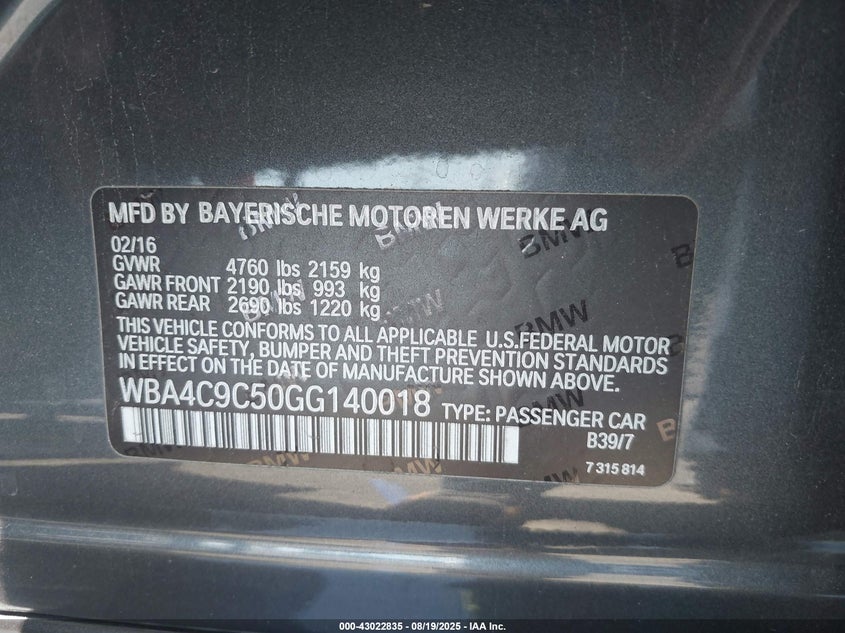 MFD BY BAYERISCHE MOTOREN WERKE AG
02/16
GVWR 4760 lbs 2159 kg
GAWR FRONT 2190 lbs 993 kg
GAWR REAR 2690 lbs 1220 kg
THIS VEHICLE CONFORMS TO ALL APPLICABLE U.S.FEDERAL MOTOR
VEHICLE SAFETY, BUMPER AND THEFT PREVENTION STANDARDS
IN EFFECT ON THE DATE OF MANUFACTURE SHOWN ABOVE.
WBA4C9C50GG140018 TYPE: PASSENGER CAR
B39/7
7 315 814
BMW
BMW
BMW
000-43022835 - 08/19/2025 - IAA Inc.